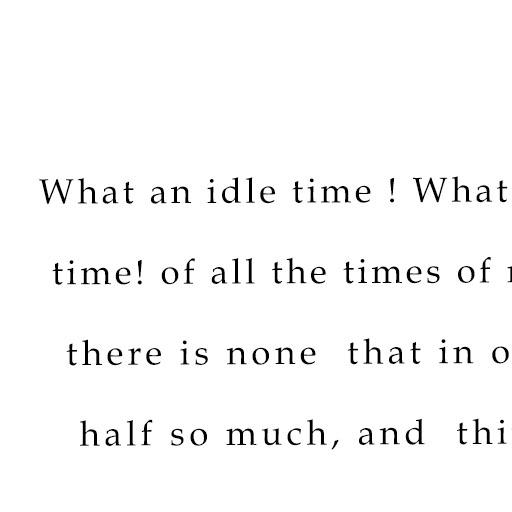 What an idle time ! What
time! of all the times of
there is none that in
half so much, and